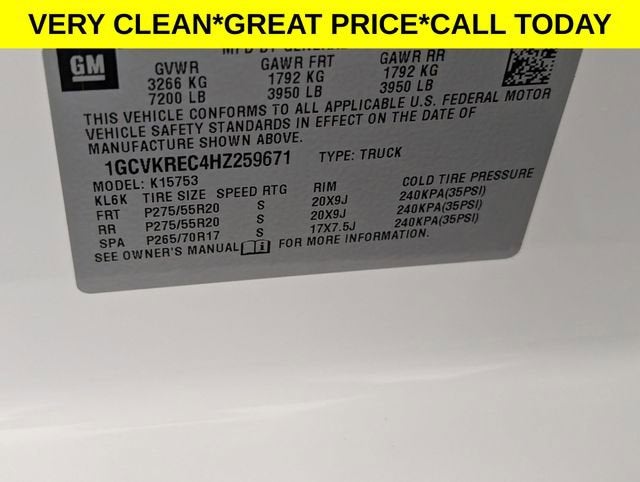 VERY CLEAN*GREAT PRICE*CALL TODAY
GM
MFD BY GENERAL
GVWR GAWR FRT GAWR RR
3266 KG 1792 KG 1792 KG
7200 LB 3950 LB 3950 LB
THIS VEHICLE CONFORMS TO ALL APPLICABLE U.S. FEDERAL MOTOR
VEHICLE SAFETY STANDARDS IN EFFECT ON THE DATE OF
MANUFACTURE SHOWN ABOVE.
1GCVKREC4HZ259671 TYPE: TRUCK
MODEL: K15753
KL6K TIRE SIZE SPEED RTG RIM COLD TIRE PRESSURE
FRT P275/55R20 S 20X9J 240KPA(35PSI)
RR P275/55R20 S 20X9J 240KPA(35PSI)
SPA P265/70R17 S 17X7.5J 240KPA(35PSI)
SEE OWNER'S MANUAL FOR MORE INFORMATION.